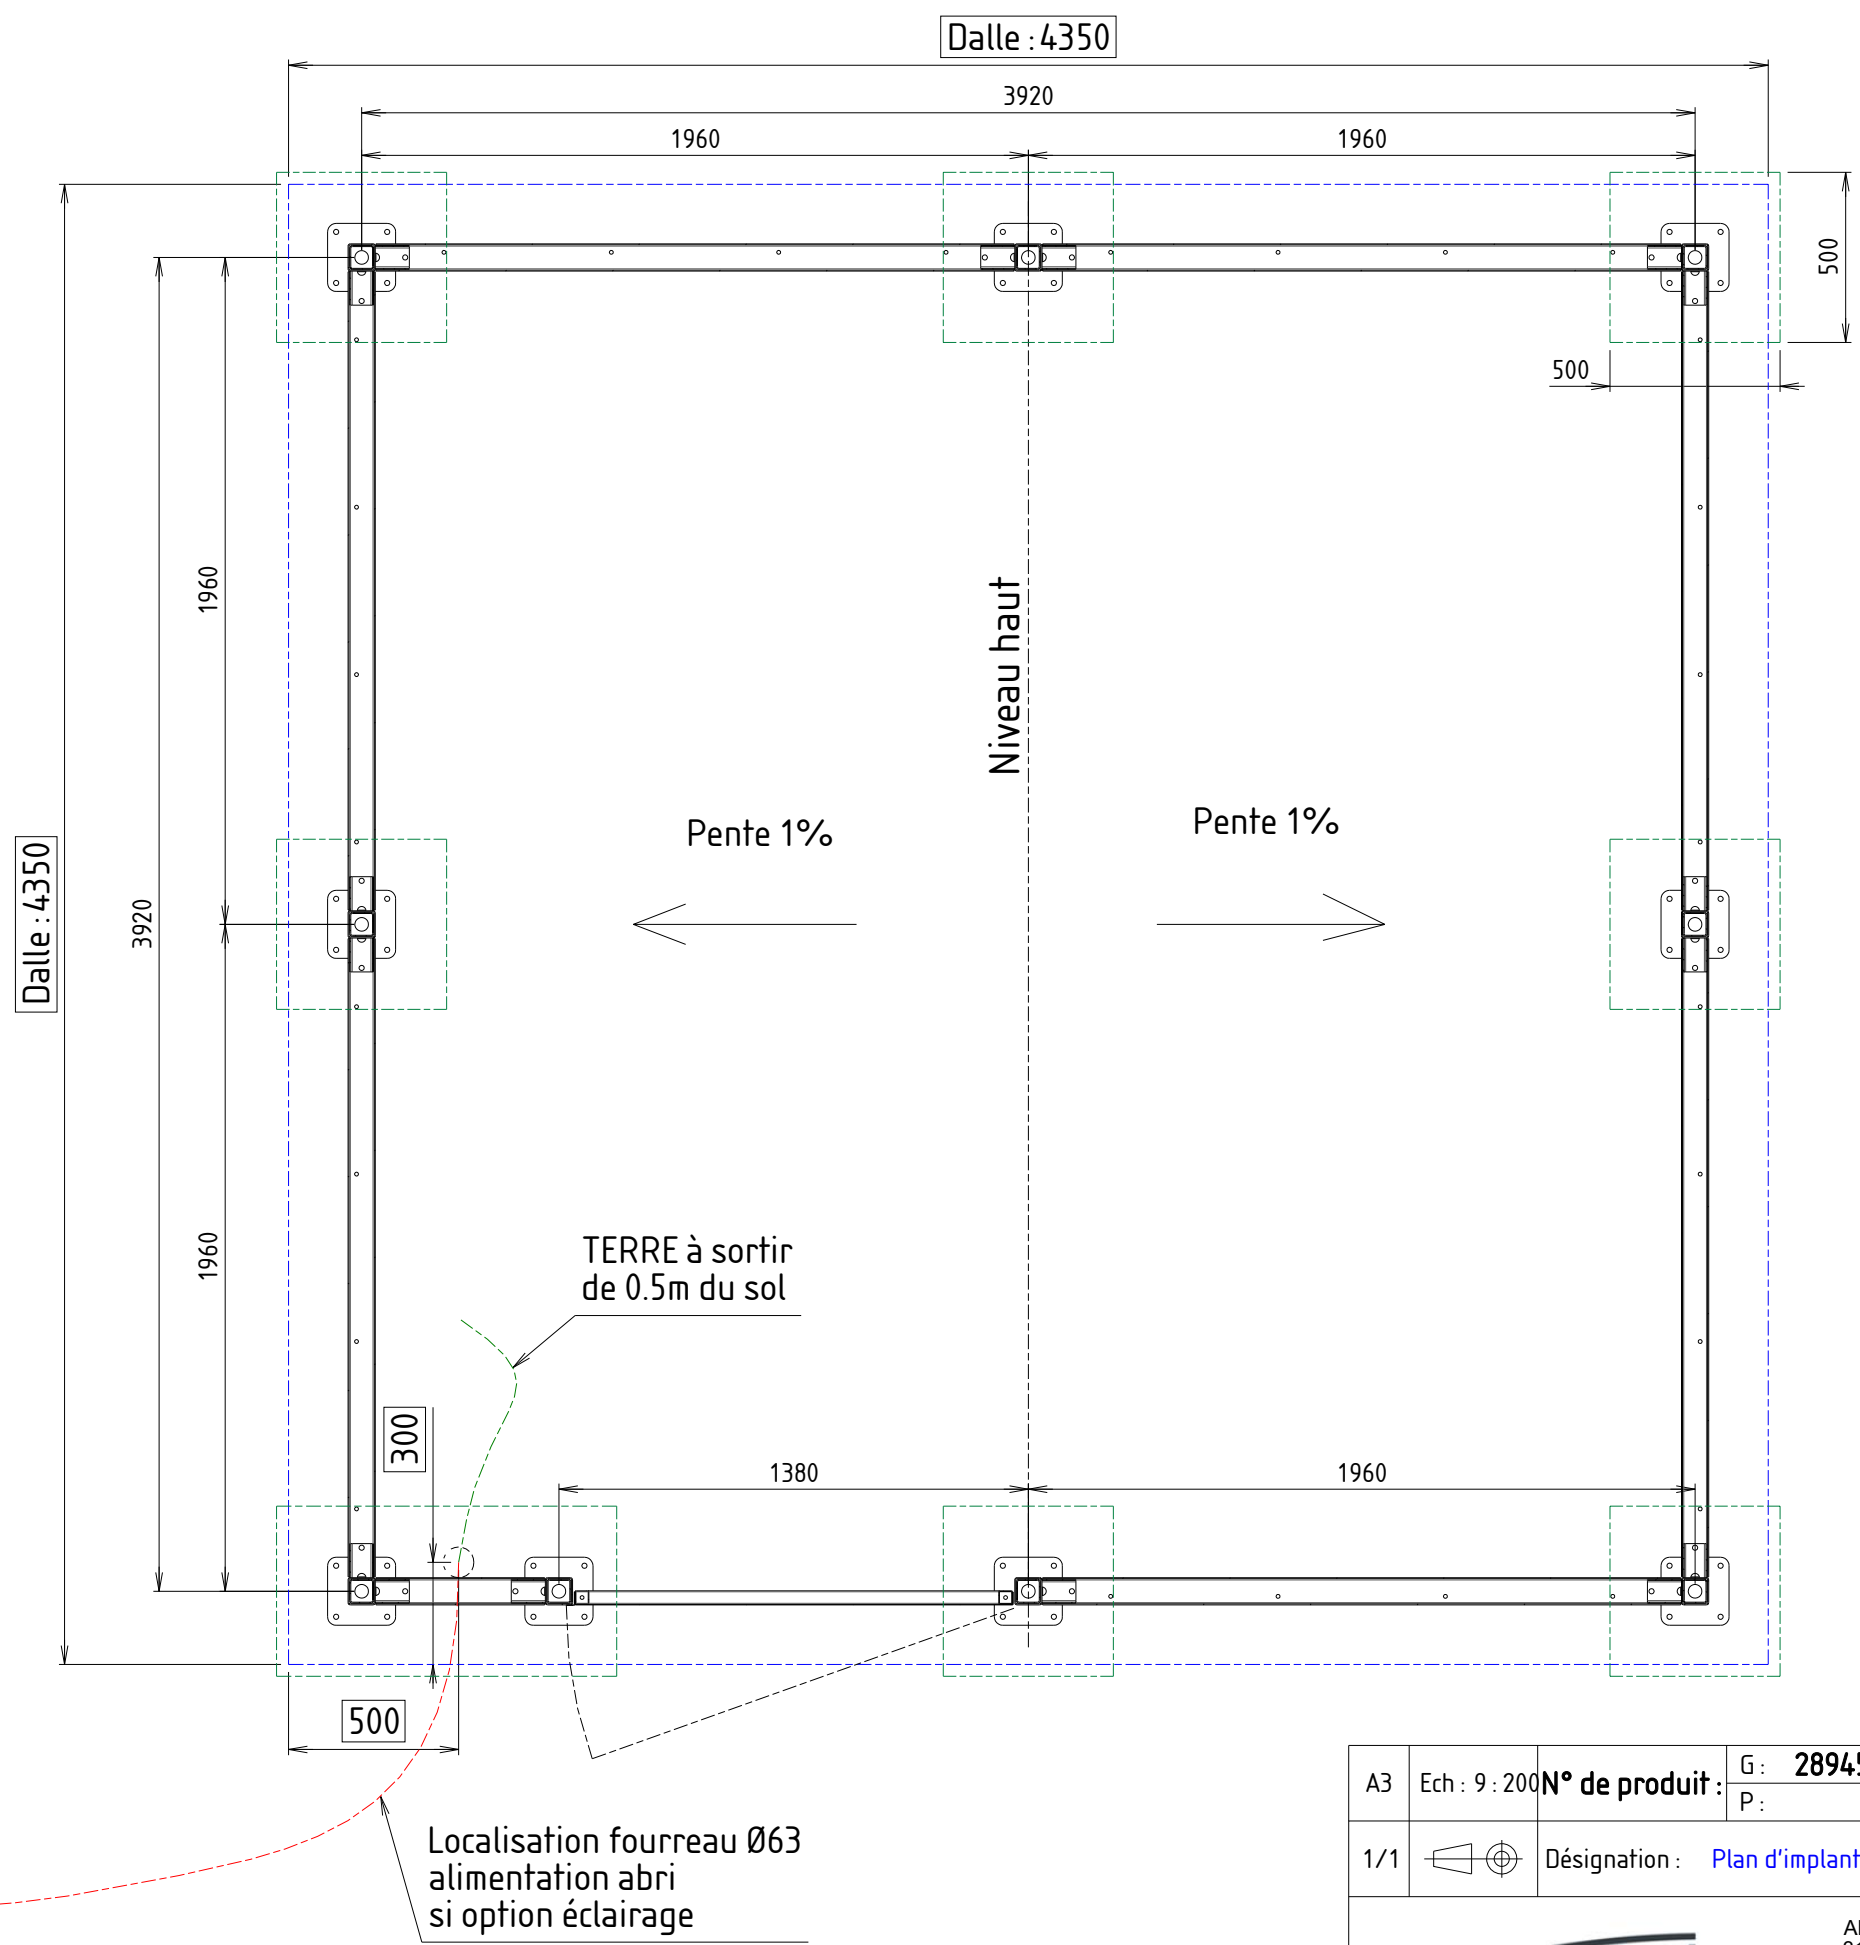 Dalle : 4350
3920
1960
1960
500
500
1960
Niveau haut
Pente 1‰
Pente 1‰
Dalle : 4350
3920
1960
TERRE à sortir
de 0.5m du sol
300
1380
1960
500
Localisation fourreau Ø63
alimentation abri
si option éclairage
A3
Ech : 9 : 200
N° de produit :
G :
P :
1/1
Désignation :
Plan d'implant